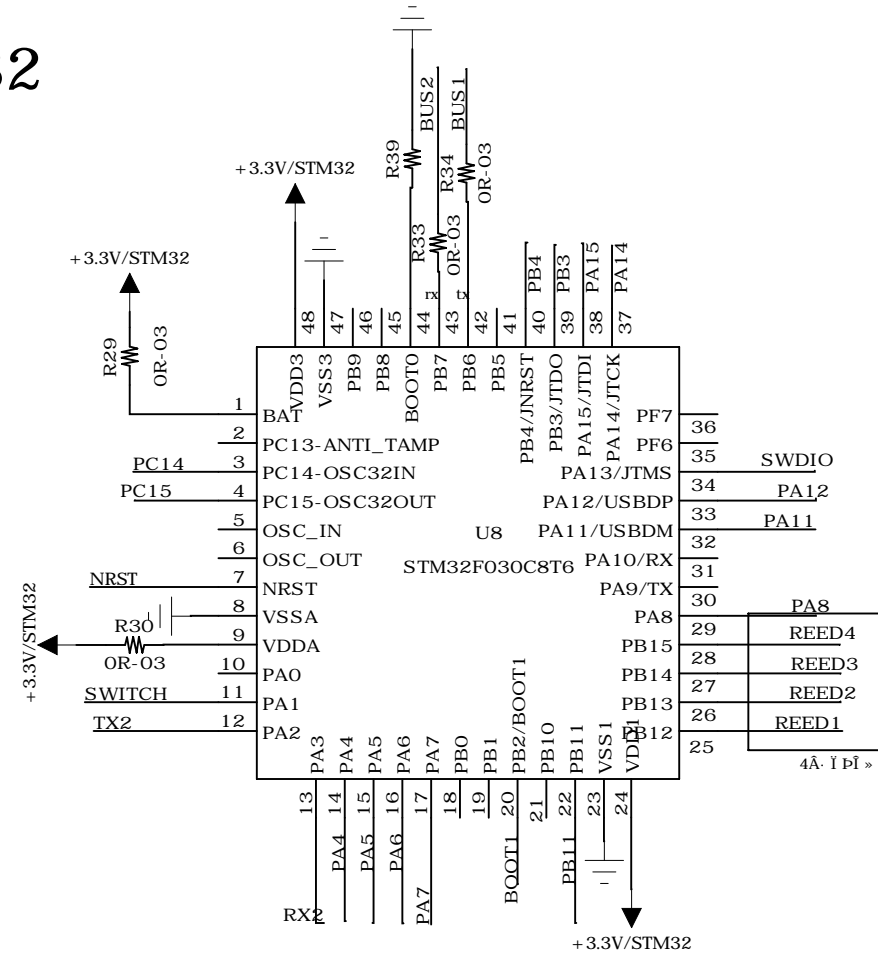 32
BUS2
BUS1
R39
R34
0R-03
R33
0R-03
+3.3V/STM32
+3.3V/STM32
R29
0R-03
rx
tx
PB4
PB3
PA15
PA14
48
47
46
45
44
43
42
41
40
39
38
37
VDD3
VSS3
PB9
PB8
BOOT0
PB7
PB6
PB5
PB4/JNRST
PB3/JTDO
PA15/JTDI
PA14/JTCK
1 BAT
2 PC13-ANTI_TAMP
PC14 3 PC14-OSC32IN
PC15 4 PC15-OSC32OUT
5 OSC_IN
6 OSC_OUT
NRST 7 NRST
8 VSSA
+3.3V/STM32
R30
0R-03
9 VDDA
10 PA0
SWITCH 11 PA1
TX2 12 PA2
U8
STM32F030C8T6
PF7 36
PF6 35
PA13/JTMS 34 SWDIO
PA12/USBDP 33 PA12
PA11/USBDM 32 PA11
PA10/RX 31
PA9/TX 30
PA8 29 PA8
PB15 28 REED4
PB14 27 REED3
PB13 26 REED2
PB12 25 REED1
4Â· Ï ÞÎ »
PA3
PA4
PA5
PA6
PA7
PB0
PB1
PB2/BOOT1
PB10
PB11
VSS1
VDD1
13
14
15
16
17
18
19
20
21
22
23
24
RX2
PA4
PA5
PA6
PA7
BOOT1
PB11
+3.3V/STM32